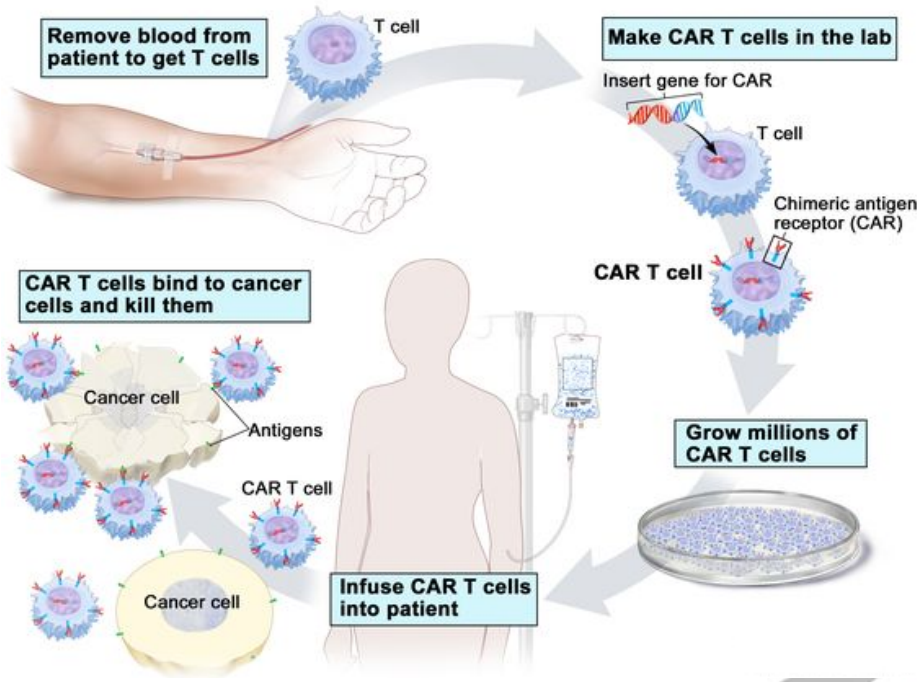 Remove blood from
patient to get T cells
T cell
Make CAR T cells in the lab
Insert gene for CAR
T cell
Chimeric antigen
receptor (CAR)
CAR T cell
Grow millions of
CAR T cells
Infuse CAR T cells
into patient
CAR T cells bind to cancer
cells and kill them
Cancer cell
Antigens
CAR T cell
Cancer cell